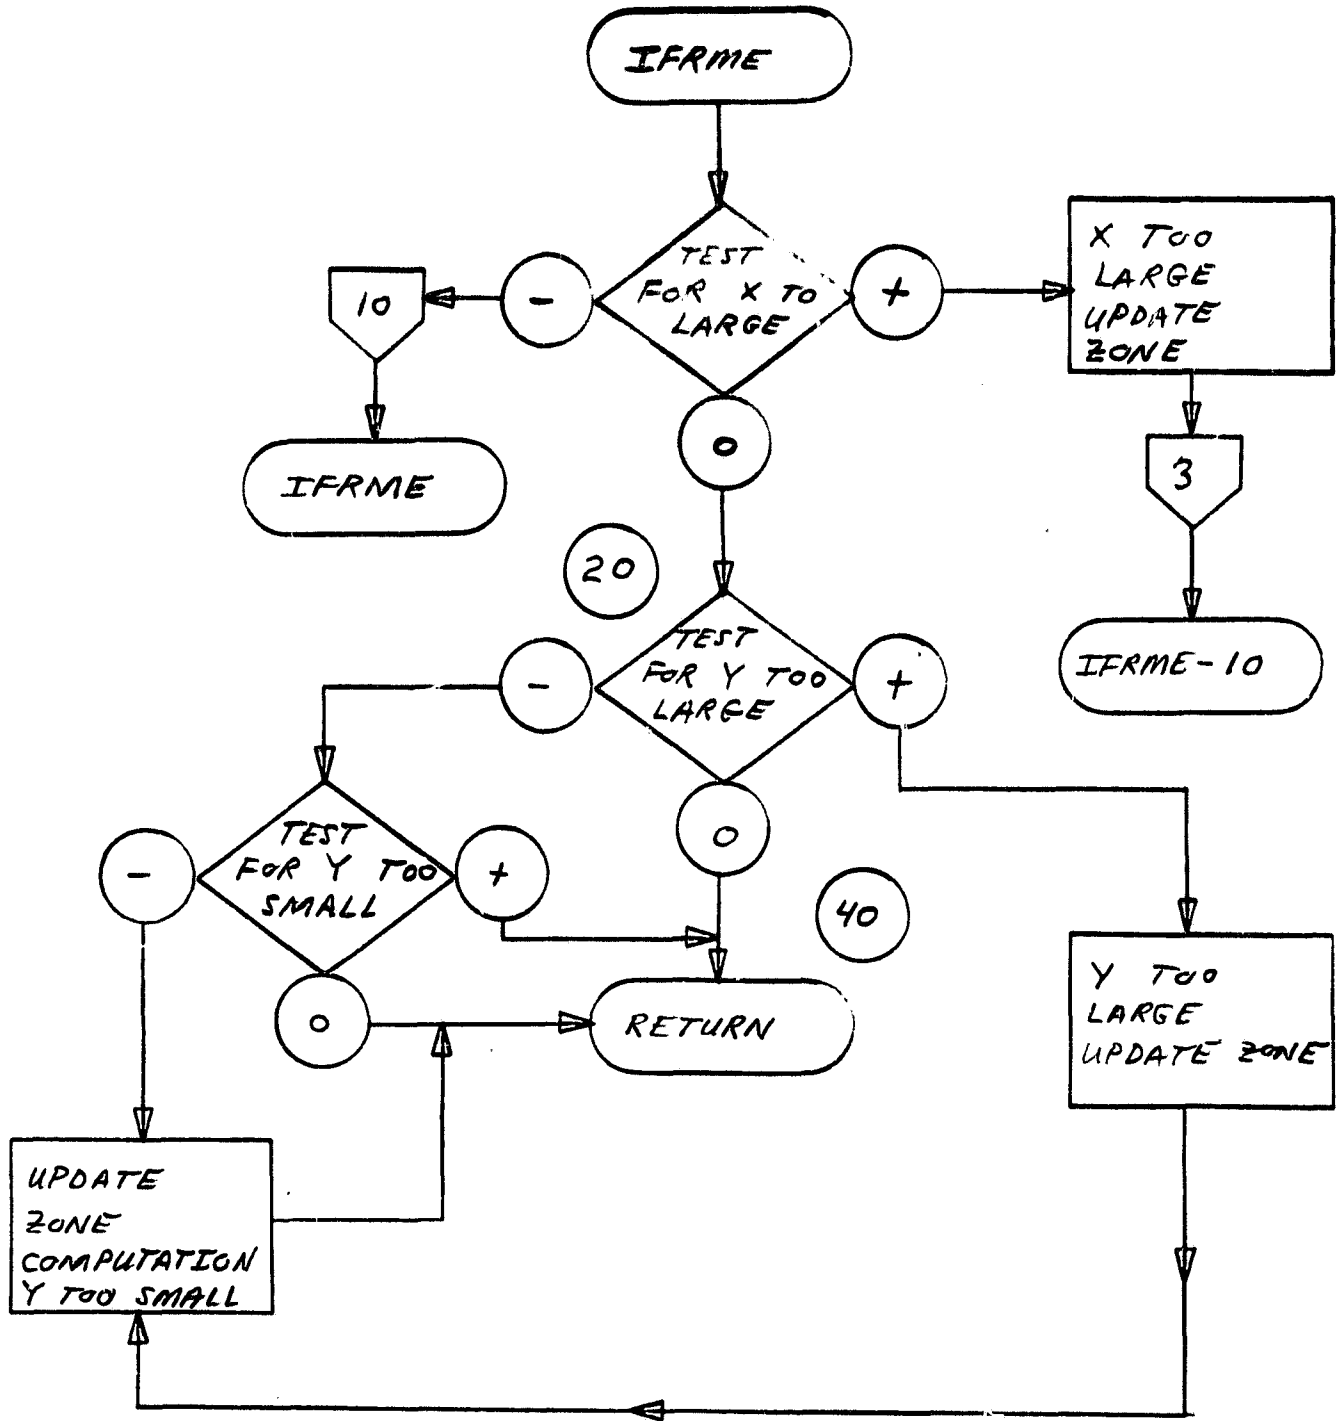 IFRME
TEST
FOR X TO
LARGE
-
+
0
10
IFRME
X TOO
LARGE
UPDATE
ZONE
3
IFRME-10
20
TEST
FOR Y TOO
LARGE
-
+
0
TEST
FOR Y TOO
SMALL
-
+
0
40
RETURN
Y TOO
LARGE
UPDATE ZONE
UPDATE
ZONE
COMPUTATION
Y TOO SMALL